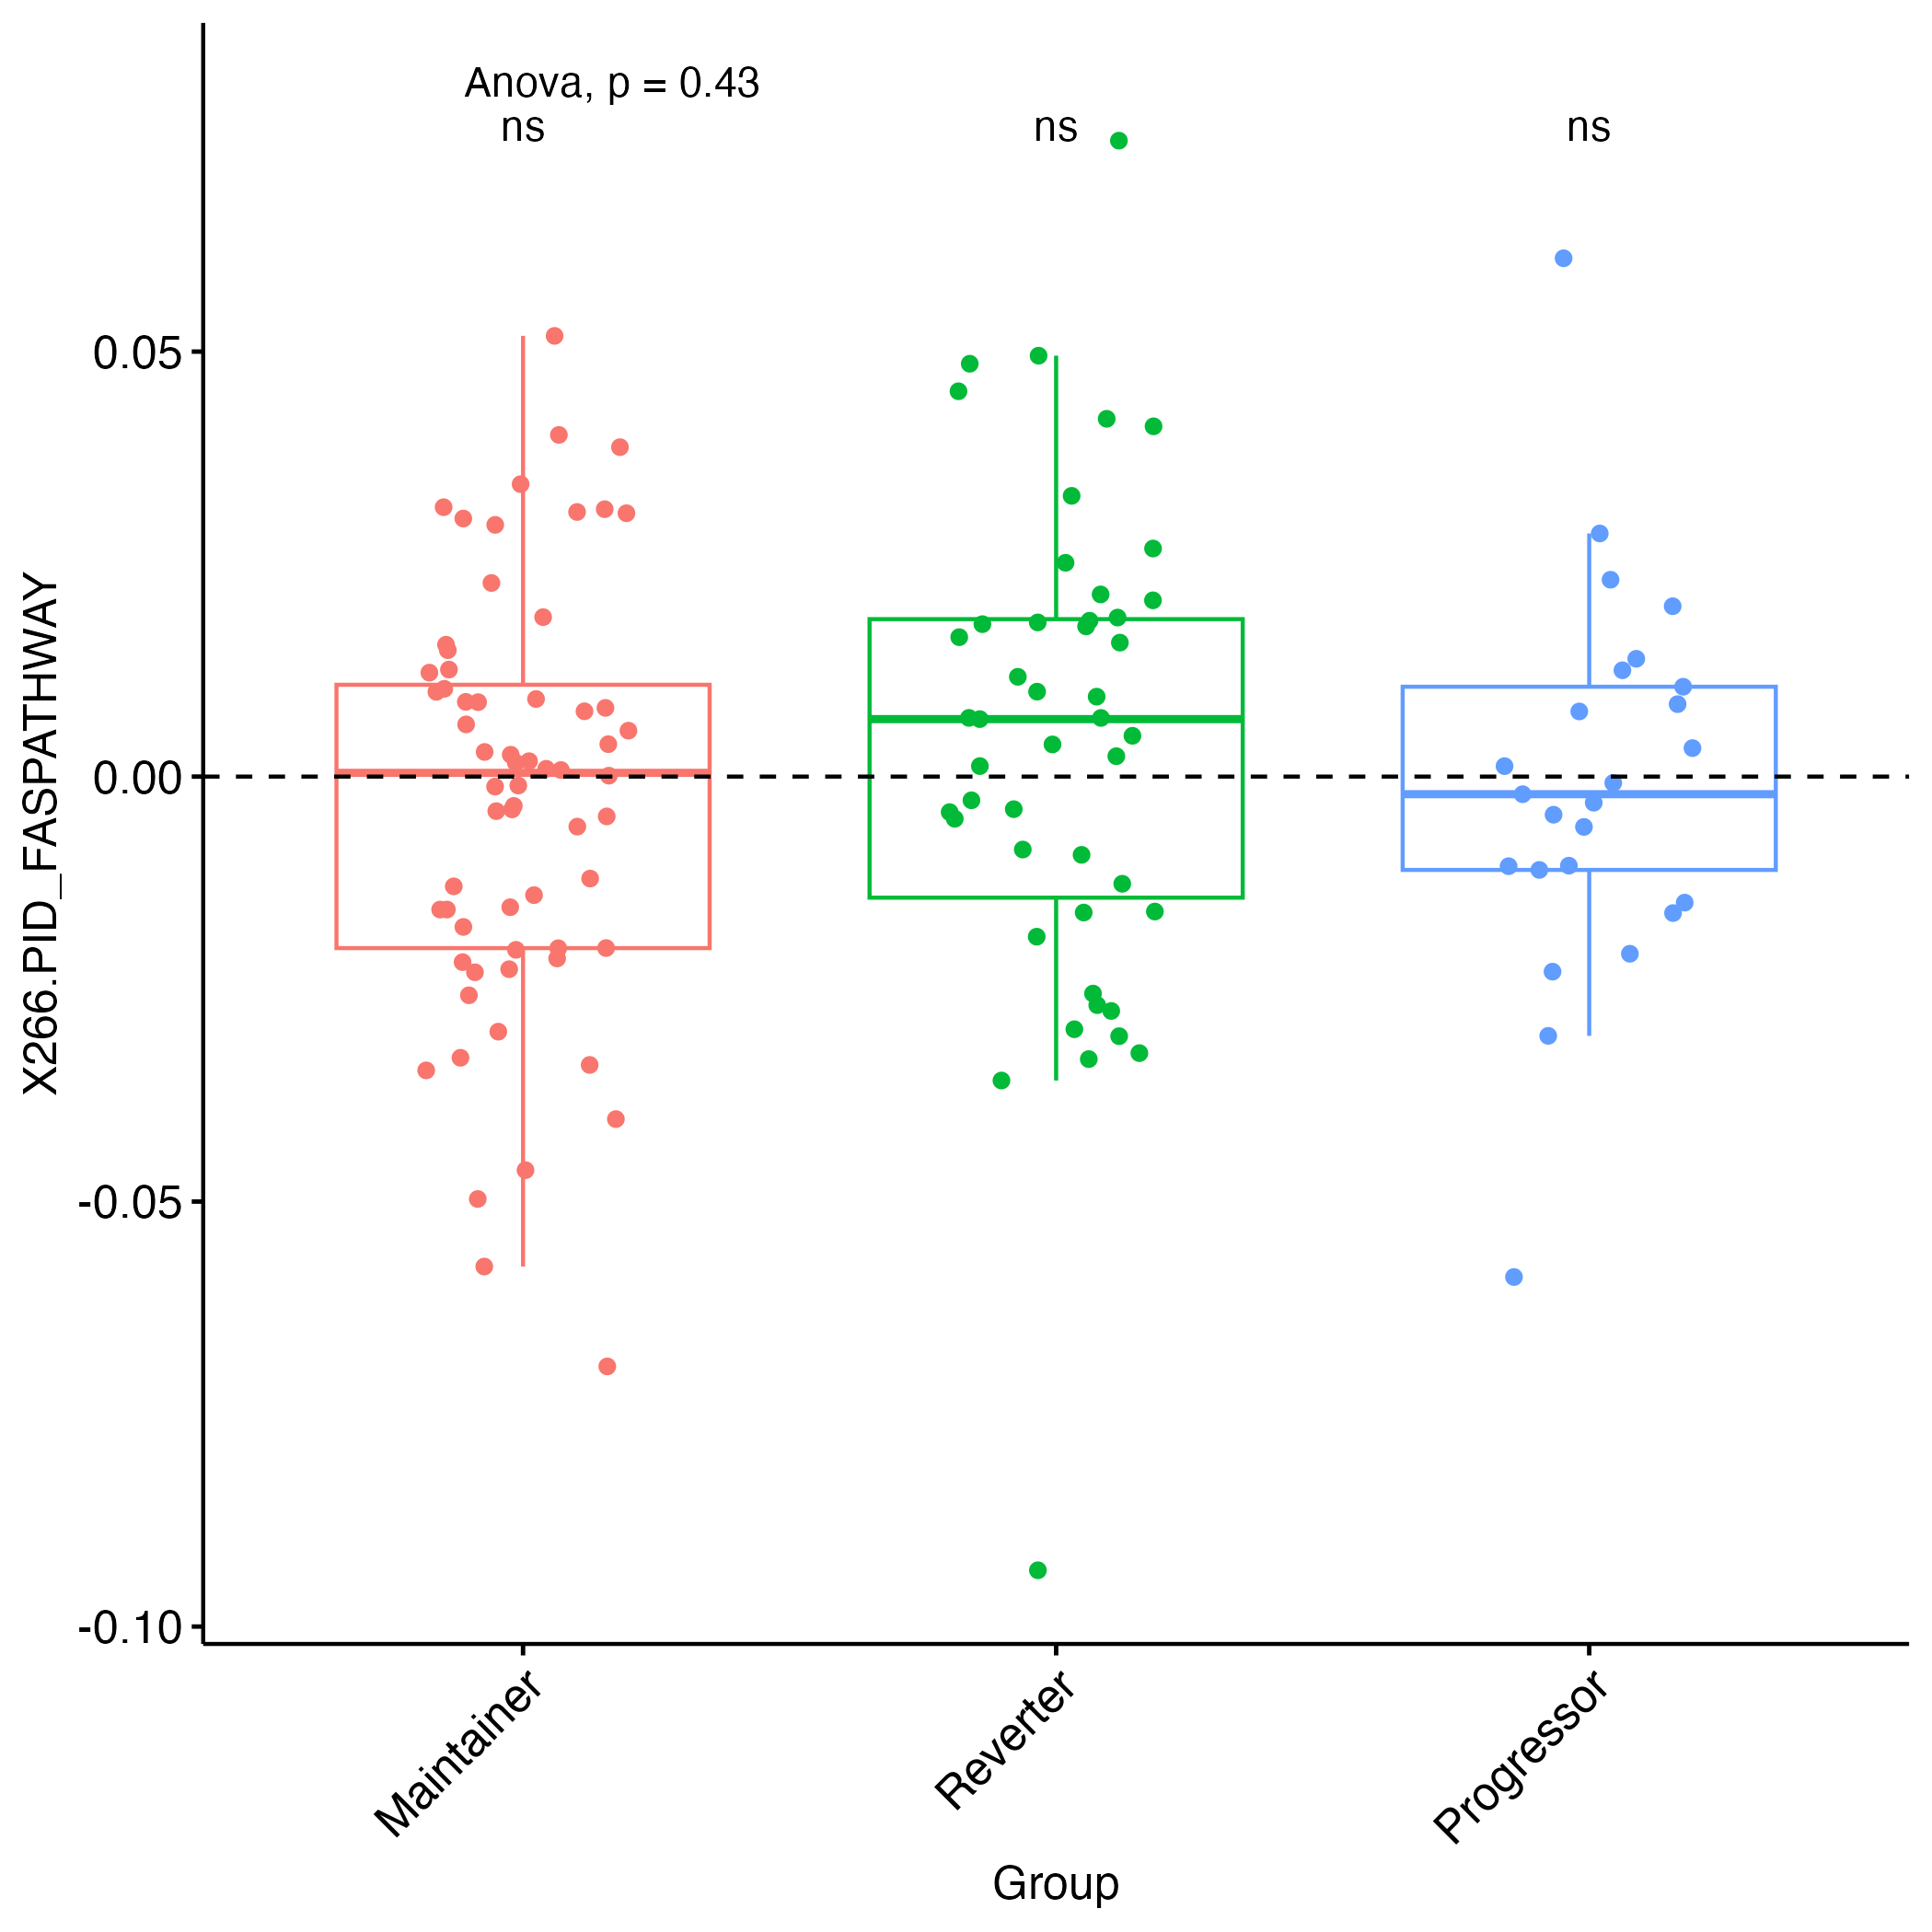 Anova, p = 0.43
ns ns ns
0.05
0.00
-0.05
-0.10
X266.PID_FASPATHWAY
Maintainer
Reverter
Progressor
Group